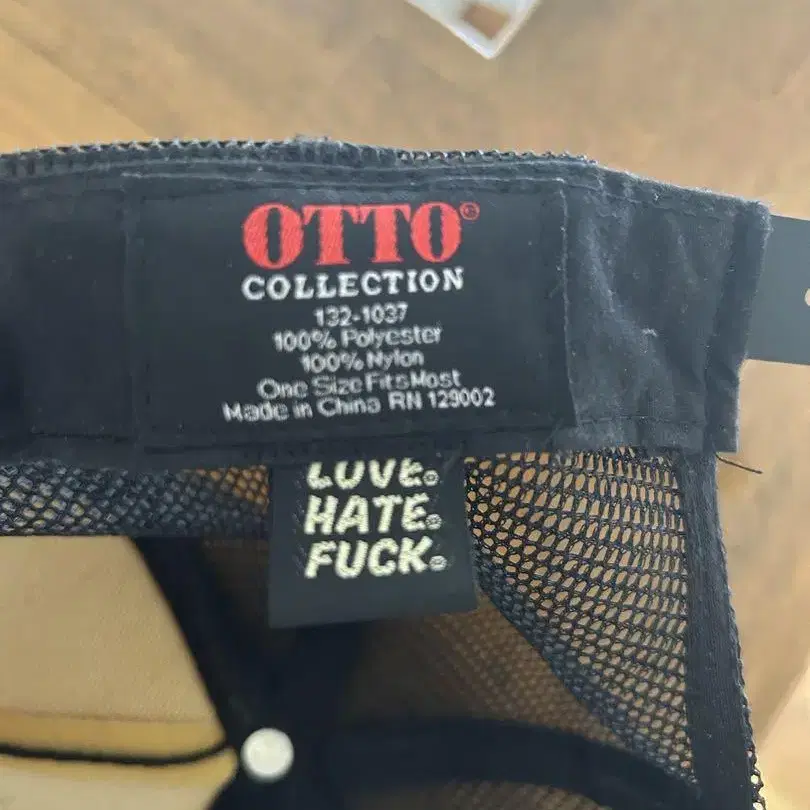 OTTO®
COLLECTION
132-1037
100% Polyester
100% Nylon
One Size Fits Most
Made in China RN 129002
LOVE.
HATE.
FUCK.